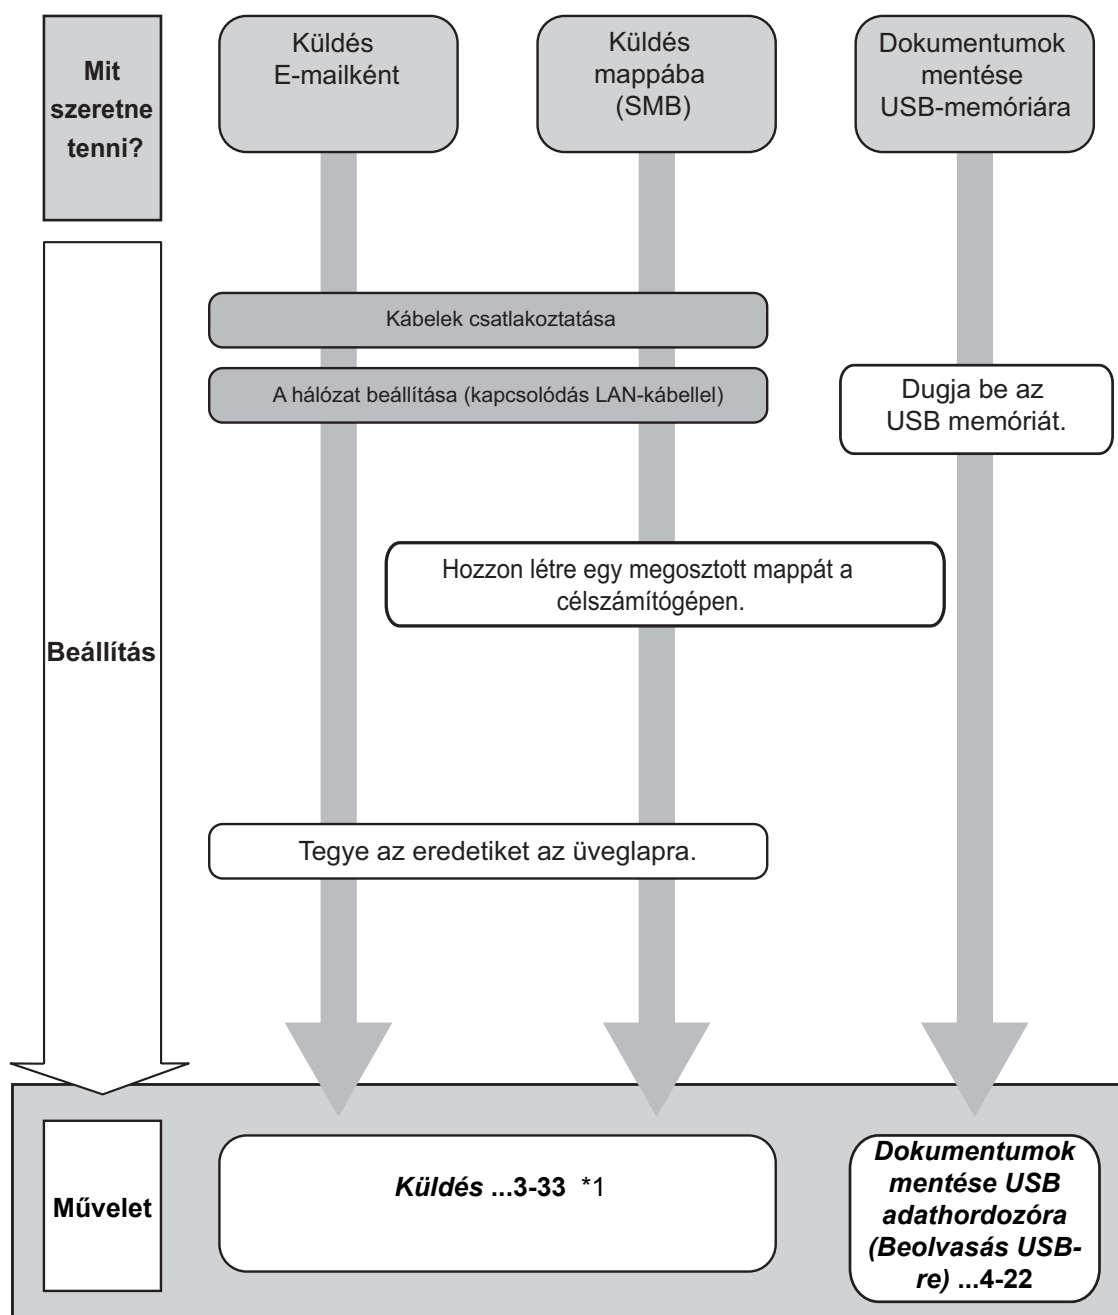 Mit
szeretne
tenni?
Küldés
E-mailként
Küldés
mappába
(SMB)
Dokumentumok
mentése
USB-memóriára
Kábelek csatlakoztatása
A hálózat beállítása (kapcsolódás LAN-kábellel)
Dugja be az
USB memóriát.
Hozzon létre egy megosztott mappát a
célszámítógépen.
Beállítás
Tegye az eredetiket az üveglapra.
Művelet
Küldés ...3-33 *1
Dokumentumok
mentése USB
adathordozóra
(Beolvasás USB-
re) ...4-22